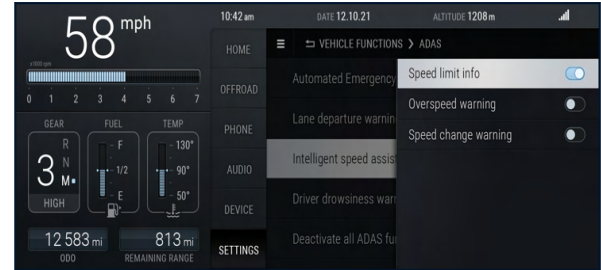 58 mph
x1000 rpm
0 1 2 3 4 5 6 7
GEAR FUEL TEMP
R
N
M
3
HIGH
F
1/2
E
130°
90°
50°
12 583 mi
ODO
813 mi
REMAINING RANGE
10:42 am DATE 12.10.21 ALTITUDE 1208 m
HOME
OFFROAD
PHONE
AUDIO
DEVICE
SETTINGS
VEHICLE FUNCTIONS > ADAS
Automated Emergency
Lane departure warnin
Intelligent speed assist
Driver drowsiness warn
Deactivate all ADAS fu
Speed limit info
Overspeed warning
Speed change warning